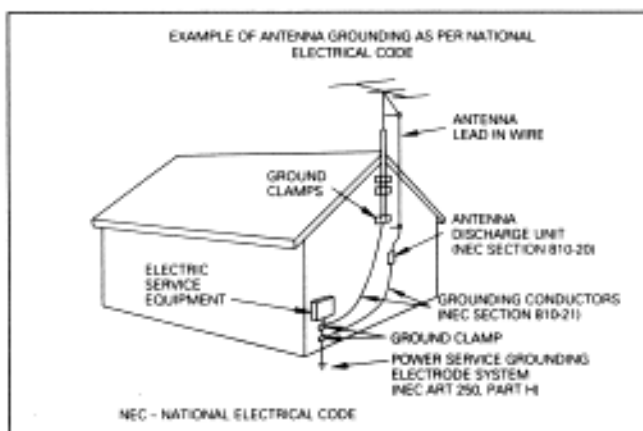 EXAMPLE OF ANTENNA GROUNDING AS PER NATIONAL
ELECTRICAL CODE
ANTENNA
LEAD IN WIRE
GROUND
CLAMPS
ANTENNA
DISCHARGE UNIT
(NEC SECTION 810-20)
ELECTRIC
SERVICE
EQUIPMENT
GROUNDING CONDUCTORS
(NEC SECTION 810-21)
GROUND CLAMP
POWER SERVICE GROUNDING
ELECTRODE SYSTEM
(NEC ART 250, PART H)
NEC – NATIONAL ELECTRICAL CODE